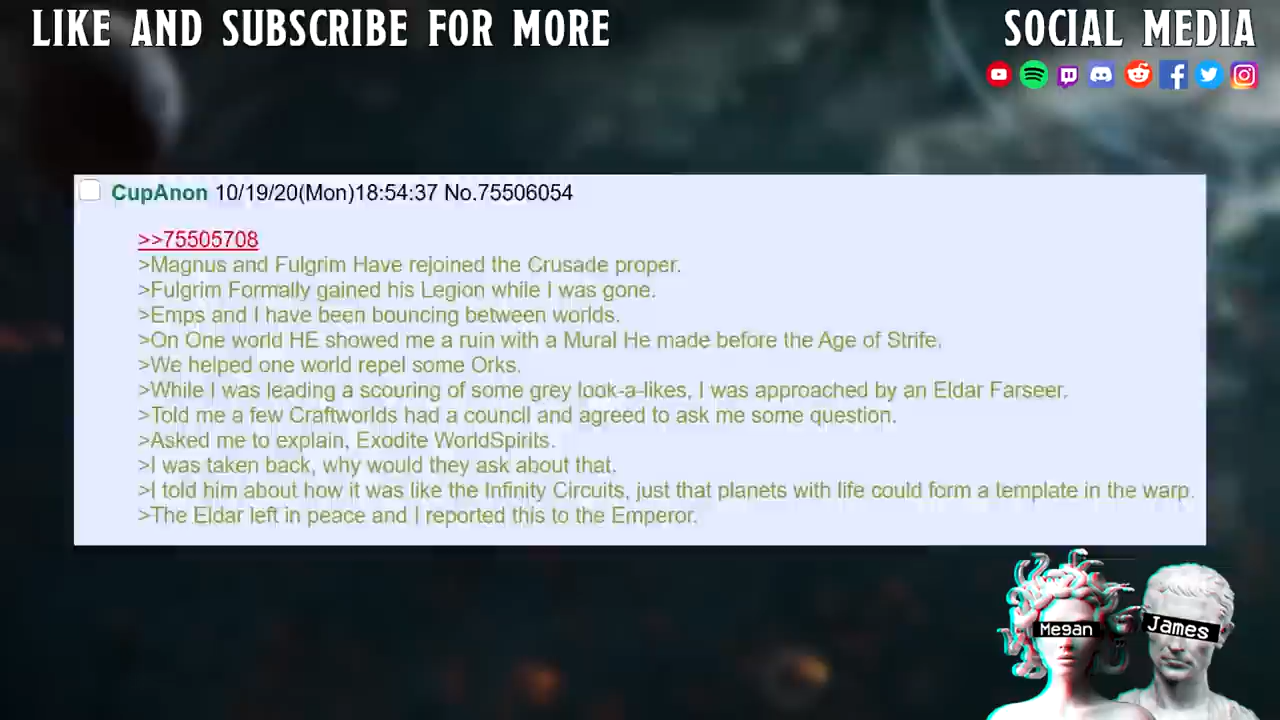 LIKE AND SUBSCRIBE FOR MORE
SOCIAL MEDIA
CupAnon 10/19/20(Mon)18:54:37 No.75506054
>>75505708
>Magnus and Fulgrim Have rejoined the Crusade proper.
>Fulgrim Formally gained his Legion while I was gone.
>Emps and I have been bouncing between worlds.
>On One world HE showed me a ruin with a Mural He made before the Age of Strife.
>We helped one world repel some Orks.
>While I was leading a scouring of some grey look-a-likes, I was approached by an Eldar Farseer.
>Told me a few Craftworlds had a council and agreed to ask me some question.
>Asked me to explain, Exodite WorldSpirits.
>I was taken back, why would they ask about that.
>I told him about how it was like the Infinity Circuits, just that planets with life could form a template in the warp.
>The Eldar left in peace and I reported this to the Emperor.
Megan
James